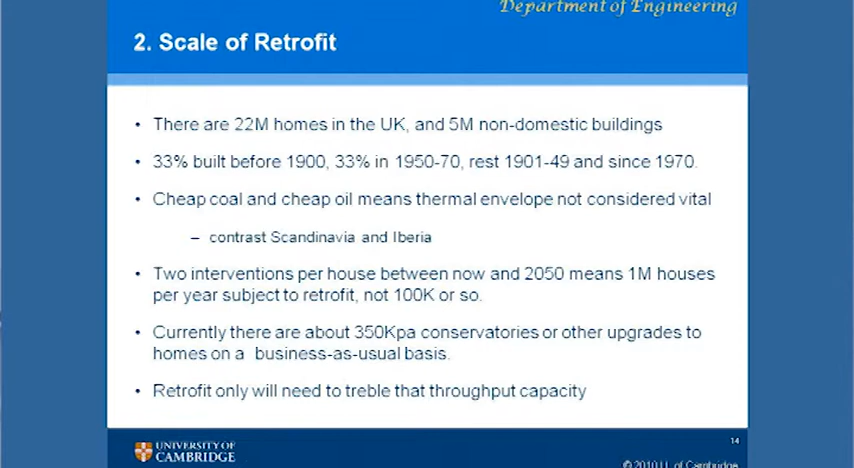 Department of Engineering
2. Scale of Retrofit
• There are 22M homes in the UK, and 5M non-domestic buildings
• 33% built before 1900, 33% in 1950-70, rest 1901-49 and since 1970.
• Cheap coal and cheap oil means thermal envelope not considered vital
– contrast Scandinavia and Iberia
• Two interventions per house between now and 2050 means 1M houses
per year subject to retrofit, not 100K or so.
• Currently there are about 350Kpa conservatories or other upgrades to
homes on a business-as-usual basis.
• Retrofit only will need to treble that throughput capacity
14
UNIVERSITY OF
CAMBRIDGE
© 2010 U. of Cambridge